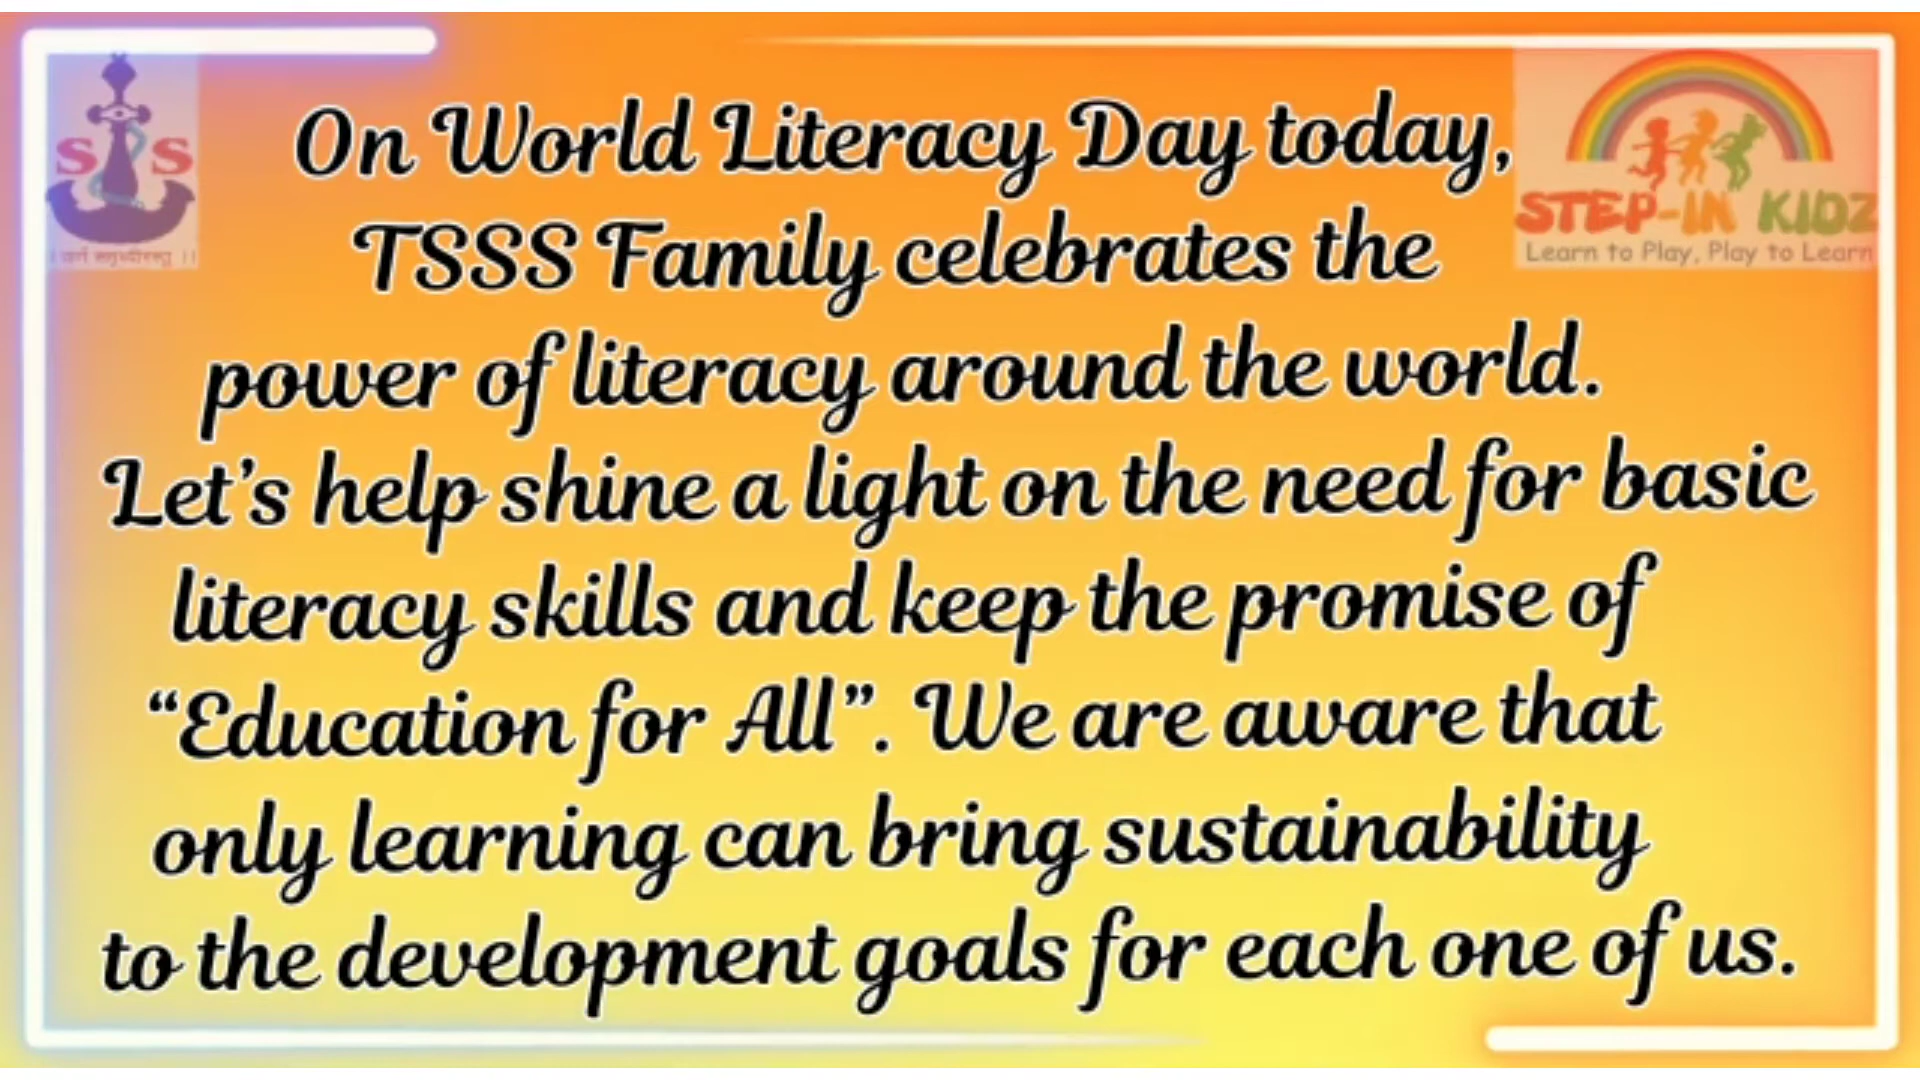 S S
On World Literacy Day today,
TSSS Family celebrates the
power of literacy around the world.
Let's help shine a light on the need for basic
literacy skills and keep the promise of
“Education for All”. We are aware that
only learning can bring sustainability
to the development goals for each one of us.
STEP-IN KIDZ
Learn to Play, Play to Learn